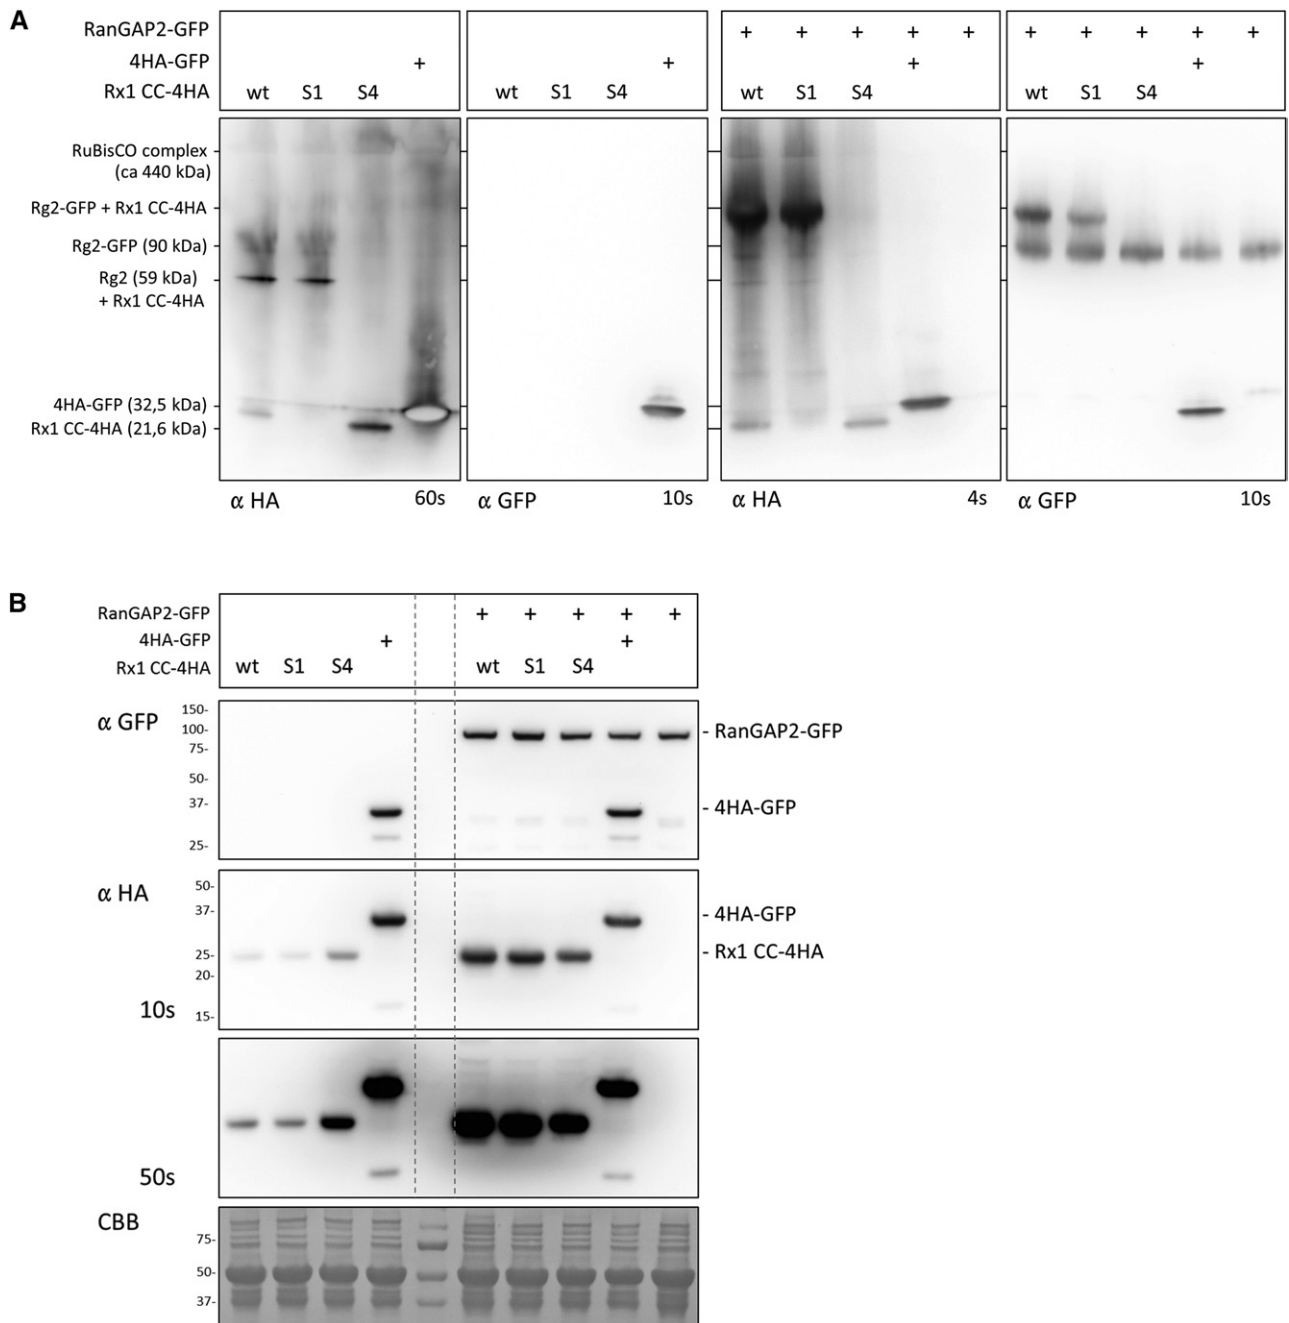 A
RanGAP2-GFP + + + + + + + + + +
4HA-GFP + + + +
Rx1 CC-4HA wt S1 S4 wt S1 S4 wt S1 S4 wt S1 S4
RuBisCO complex
(ca 440 kDa)
Rg2-GFP + Rx1 CC-4HA
Rg2-GFP (90 kDa)
Rg2 (59 kDa)
+ Rx1 CC-4HA
4HA-GFP (32,5 kDa)
Rx1 CC-4HA (21,6 kDa)
α HA 60s α GFP 10s α HA 4s α GFP 10s
B
RanGAP2-GFP + + + + +
4HA-GFP + +
Rx1 CC-4HA wt S1 S4 wt S1 S4
α GFP
150-
100-
75-
50-
37-
25-
- RanGAP2-GFP
- 4HA-GFP
α HA
50-
37-
25-
20-
15-
10s
- 4HA-GFP
- Rx1 CC-4HA
50s
CBB
75-
50-
37-